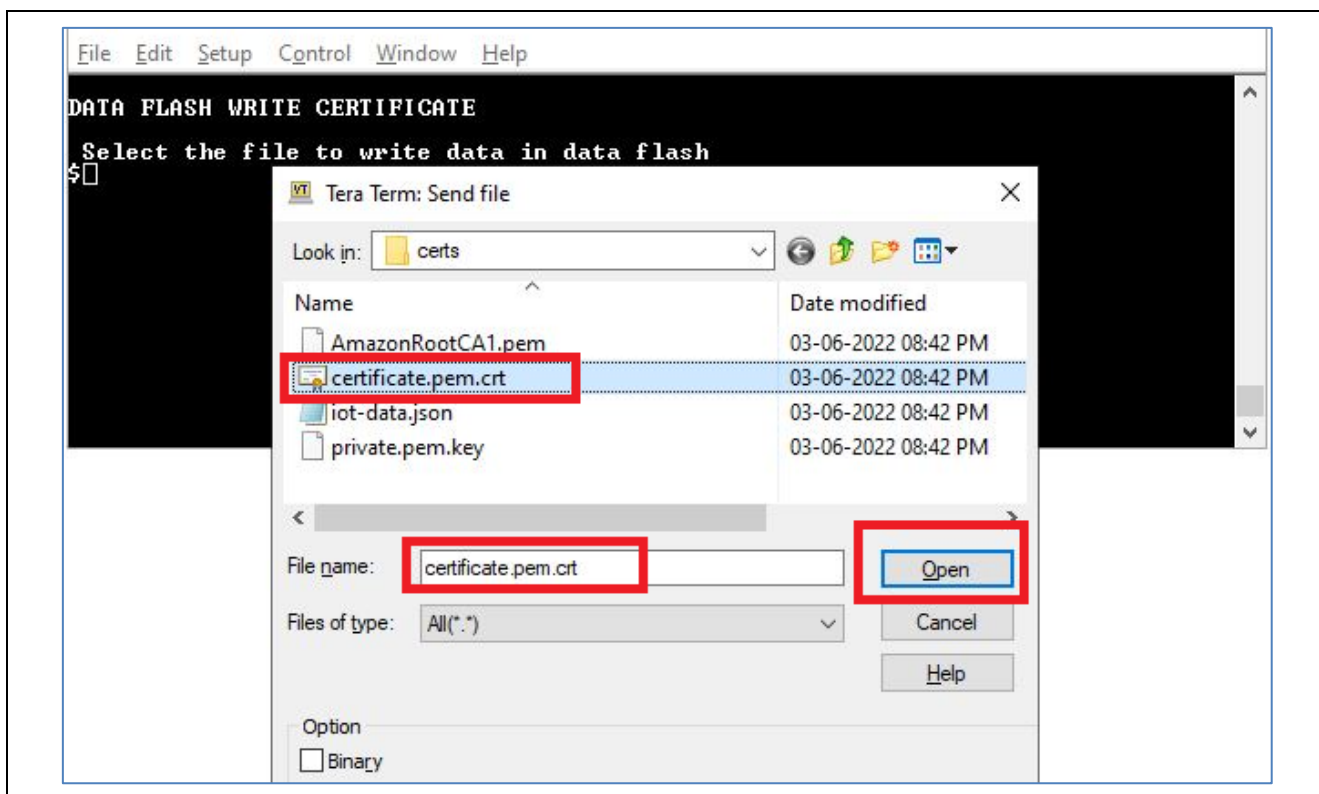 File Edit Setup Control Window Help
DATA FLASH WRITE CERTIFICATE
Select the file to write data in data flash
$
VT Tera Term: Send file
Look in: certs
Name Date modified
AmazonRootCA1.pem 03-06-2022 08:42 PM
certificate.pem.crt 03-06-2022 08:42 PM
iot-data.json 03-06-2022 08:42 PM
private.pem.key 03-06-2022 08:42 PM
File name: certificate.pem.crt Open
Files of type: All(*.*) Cancel
Help
Option
Binary